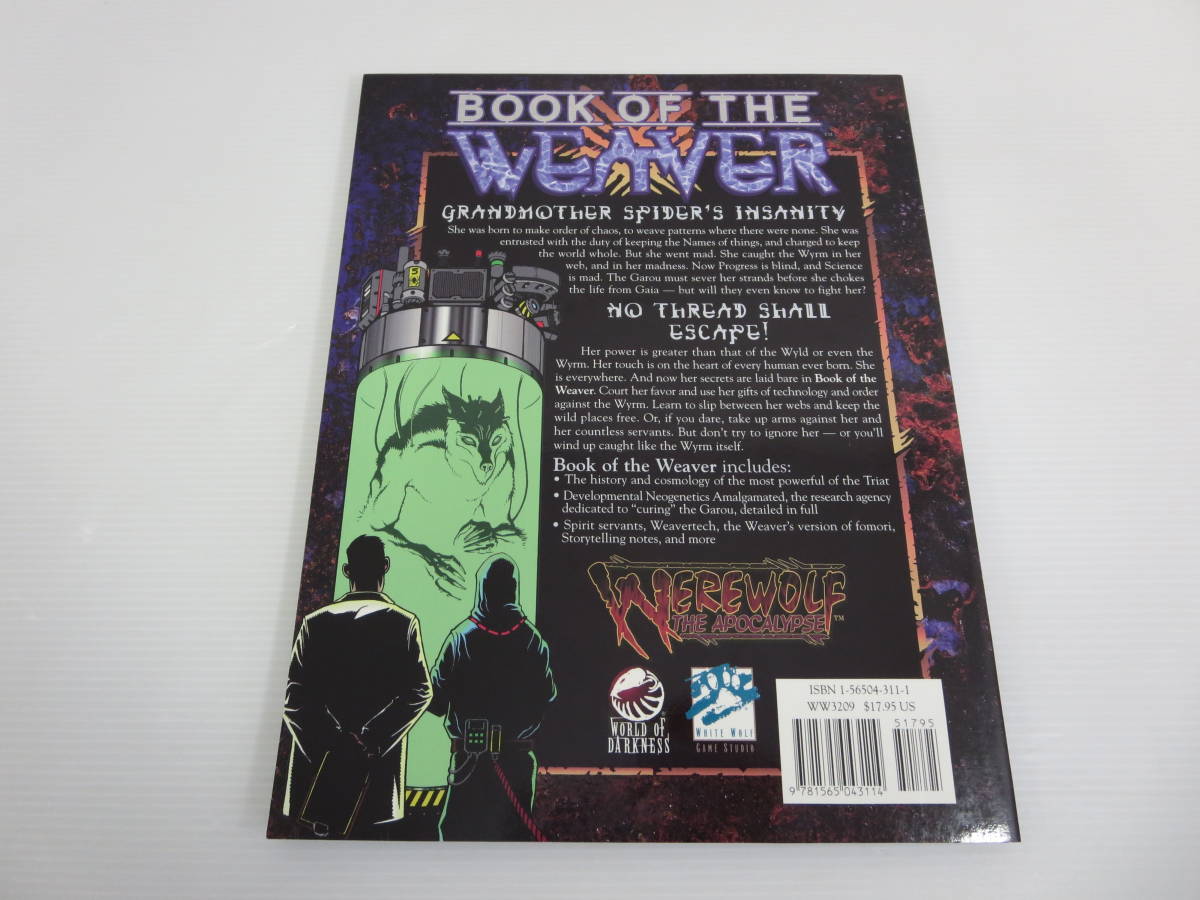 BOOK OF THE
WEAVER™
GRANDMOTHER SPIDER'S INSANITY
She was born to make order of chaos, to weave patterns where there were none. She was
entrusted with the duty of keeping the Names of things, and charged to keep
the world whole. But she went mad. She caught the Wyrm in her
web, and in her madness. Now Progress is blind, and Science
is mad. The Garou must sever her strands before she chokes
the life from Gaia — but will they even know to fight her?
NO THREAD SHALL
ESCAPE!
Her power is greater than that of the Wyld or even the
Wyrm. Her touch is on the heart of every human ever born. She
is everywhere. And now her secrets are laid bare in Book of the
Weaver. Court her favor and use her gifts of technology and order
against the Wyrm. Learn to slip between her webs and keep the
wild places free. Or, if you dare, take up arms against her and
her countless servants. But don't try to ignore her — or you'll
wind up caught like the Wyrm itself.
Book of the Weaver includes:
• The history and cosmology of the most powerful of the Triat
• Developmental Neogenetics Amalgamated, the research agency
dedicated to "curing" the Garou, detailed in full
• Spirit servants, Weavertech, the Weaver's version of fomori,
Storytelling notes, and more
WEREWOLF
THE APOCALYPSE™
WORLD OF
DARKNESS
WHITE WOLF
GAME STUDIO
ISBN 1-56504-311-1
WW3209 $17.95 US
51795
9 781565 043114